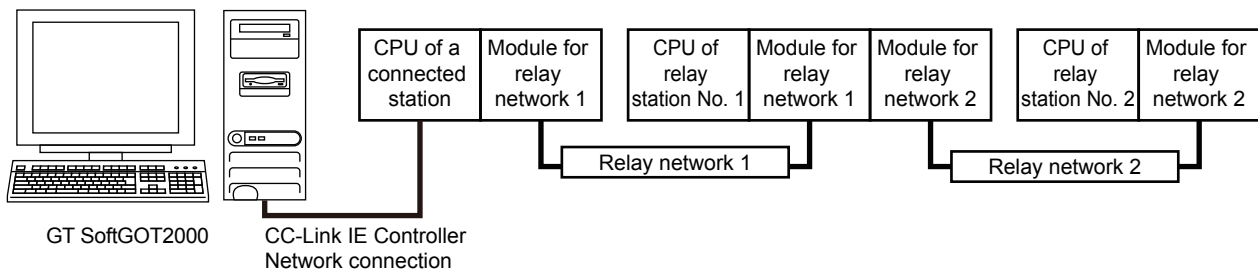 CPU of a
connected
station
Module for
relay
network 1
CPU of
relay
station No. 1
Module for
relay
network 1
Module for
relay
network 2
CPU of
relay
station No. 2
Module for
relay
network 2
Relay network 1
Relay network 2
GT SoftGOT2000
CC-Link IE Controller
Network connection